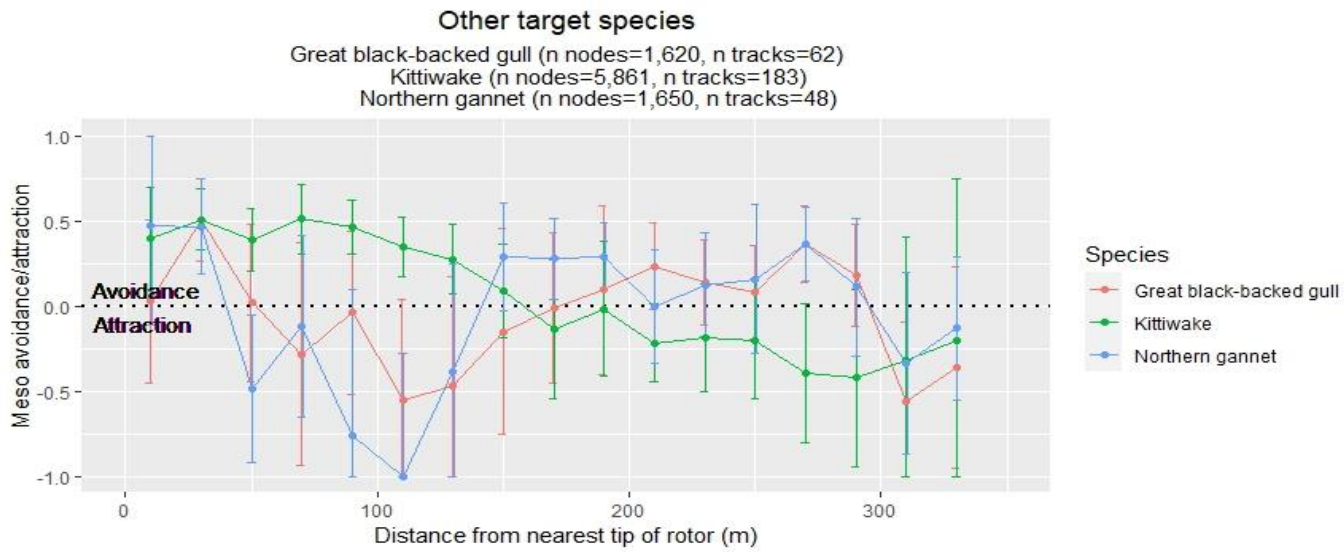 Other target species
Great black-backed gull (n nodes=1,620, n tracks=62)
Kittiwake (n nodes=5,861, n tracks=183)
Northern gannet (n nodes=1,650, n tracks=48)
Meso avoidance/attraction
1.0
0.5
0.0
-0.5
-1.0
Avoidance
Attraction
0
100
200
300
Distance from nearest tip of rotor (m)
Species
Great black-backed gull
Kittiwake
Northern gannet